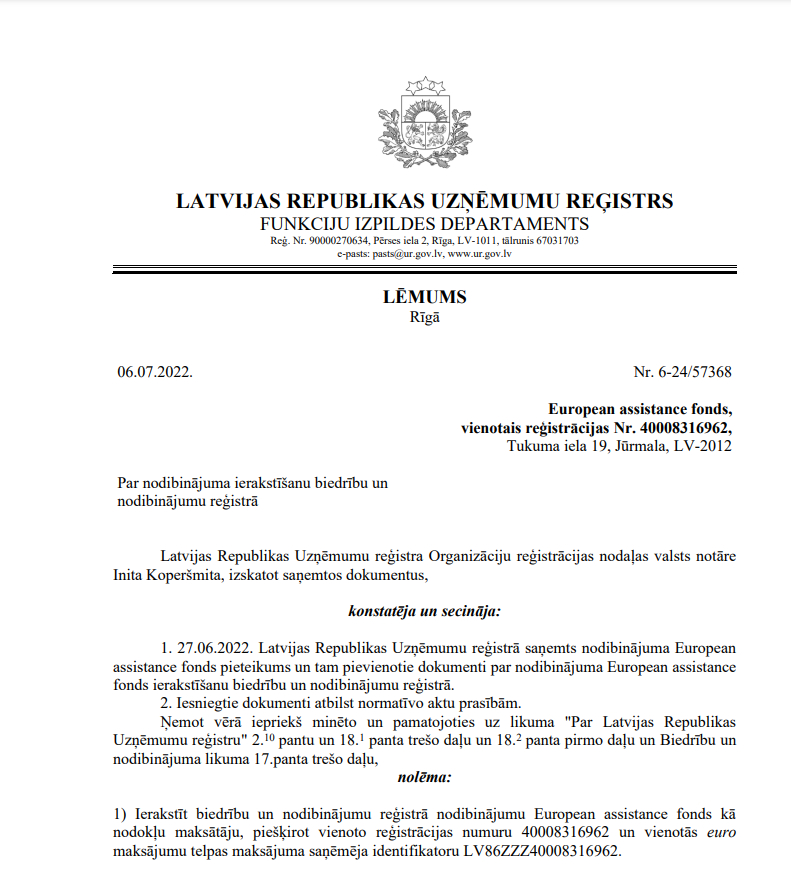 LATVIJAS REPUBLIKAS UZŅĒMUMU REĢISTRS
FUNKCIJU IZPILDES DEPARTAMENTS
Reģ. Nr. 90000270634, Pērses iela 2, Rīga, LV-1011, tālrunis 67031703
e-pasts: pasts@ur.gov.lv, www.ur.gov.lv
LĒMUMS
Rīgā
06.07.2022. Nr. 6-24/57368
European assistance fonds,
vienotais reģistrācijas Nr. 40008316962,
Tukuma iela 19, Jūrmala, LV-2012
Par nodibinājuma ierakstīšanu biedrību un
nodibinājumu reģistrā
Latvijas Republikas Uzņēmumu reģistra Organizāciju reģistrācijas nodaļas valsts notāre
Inita Koperšmita, izskatot saņemtos dokumentus,
konstatēja un secināja:
1. 27.06.2022. Latvijas Republikas Uzņēmumu reģistrā saņemts nodibinājuma European
assistance fonds pieteikums un tam pievienotie dokumenti par nodibinājuma European assistance
fonds ierakstīšanu biedrību un nodibinājumu reģistrā.
2. Iesniegtie dokumenti atbilst normatīvo aktu prasībām.
Ņemot vērā iepriekš minēto un pamatojoties uz likuma "Par Latvijas Republikas
Uzņēmumu reģistru" 2.¹⁰ pantu un 18.¹ panta trešo daļu un 18.² panta pirmo daļu un Biedrību un
nodibinājuma likuma 17.panta trešo daļu,
nolēma:
1) Ierakstīt biedrību un nodibinājumu reģistrā nodibinājumu European assistance fonds kā
nodokļu maksātāju, piešķirot vienoto reģistrācijas numuru 40008316962 un vienotās euro
maksājumu telpas maksājuma saņēmēja identifikatoru LV86ZZZ40008316962.